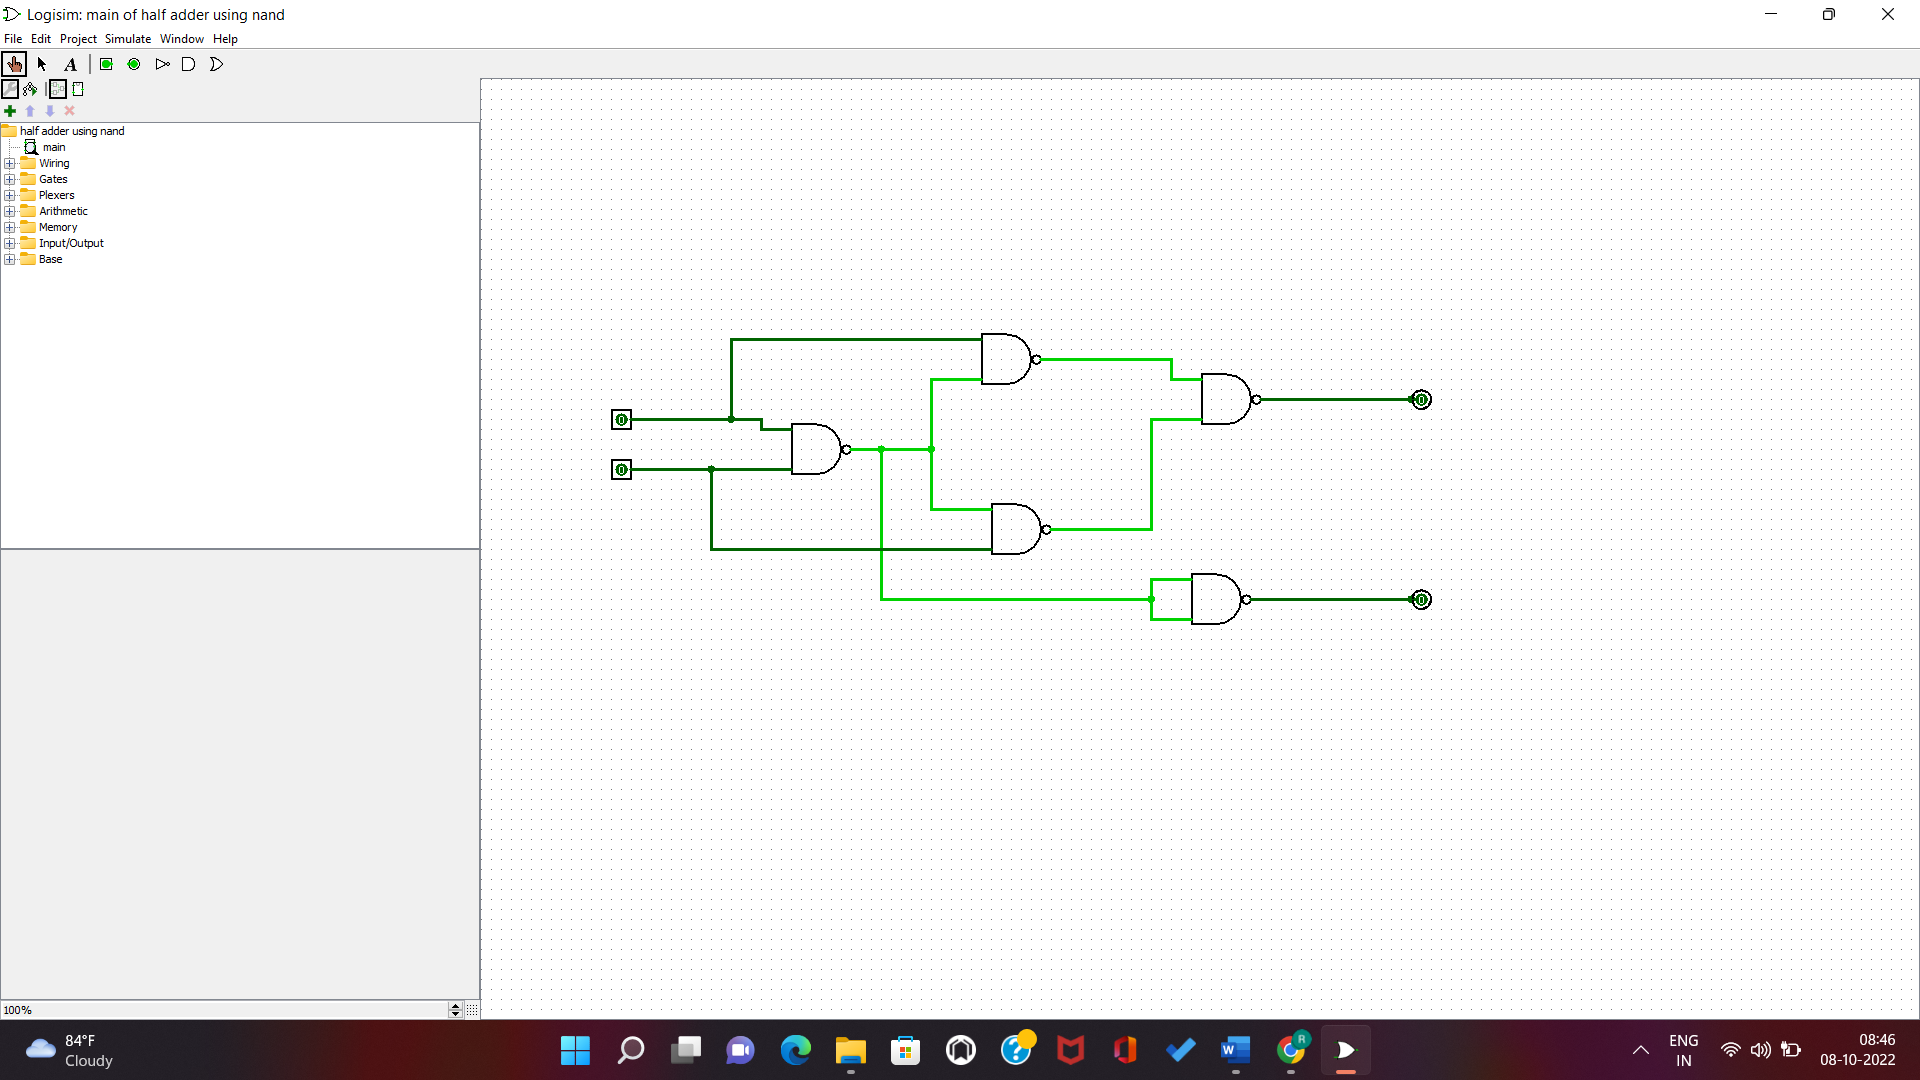 Logisim: main of half adder using nand
File Edit Project Simulate Window Help
A
half adder using nand
main
Wiring
Gates
Plexers
Arithmetic
Memory
Input/Output
Base
0
0
0
0
100%
84°F
Cloudy
R
ENG
IN
08:46
08-10-2022